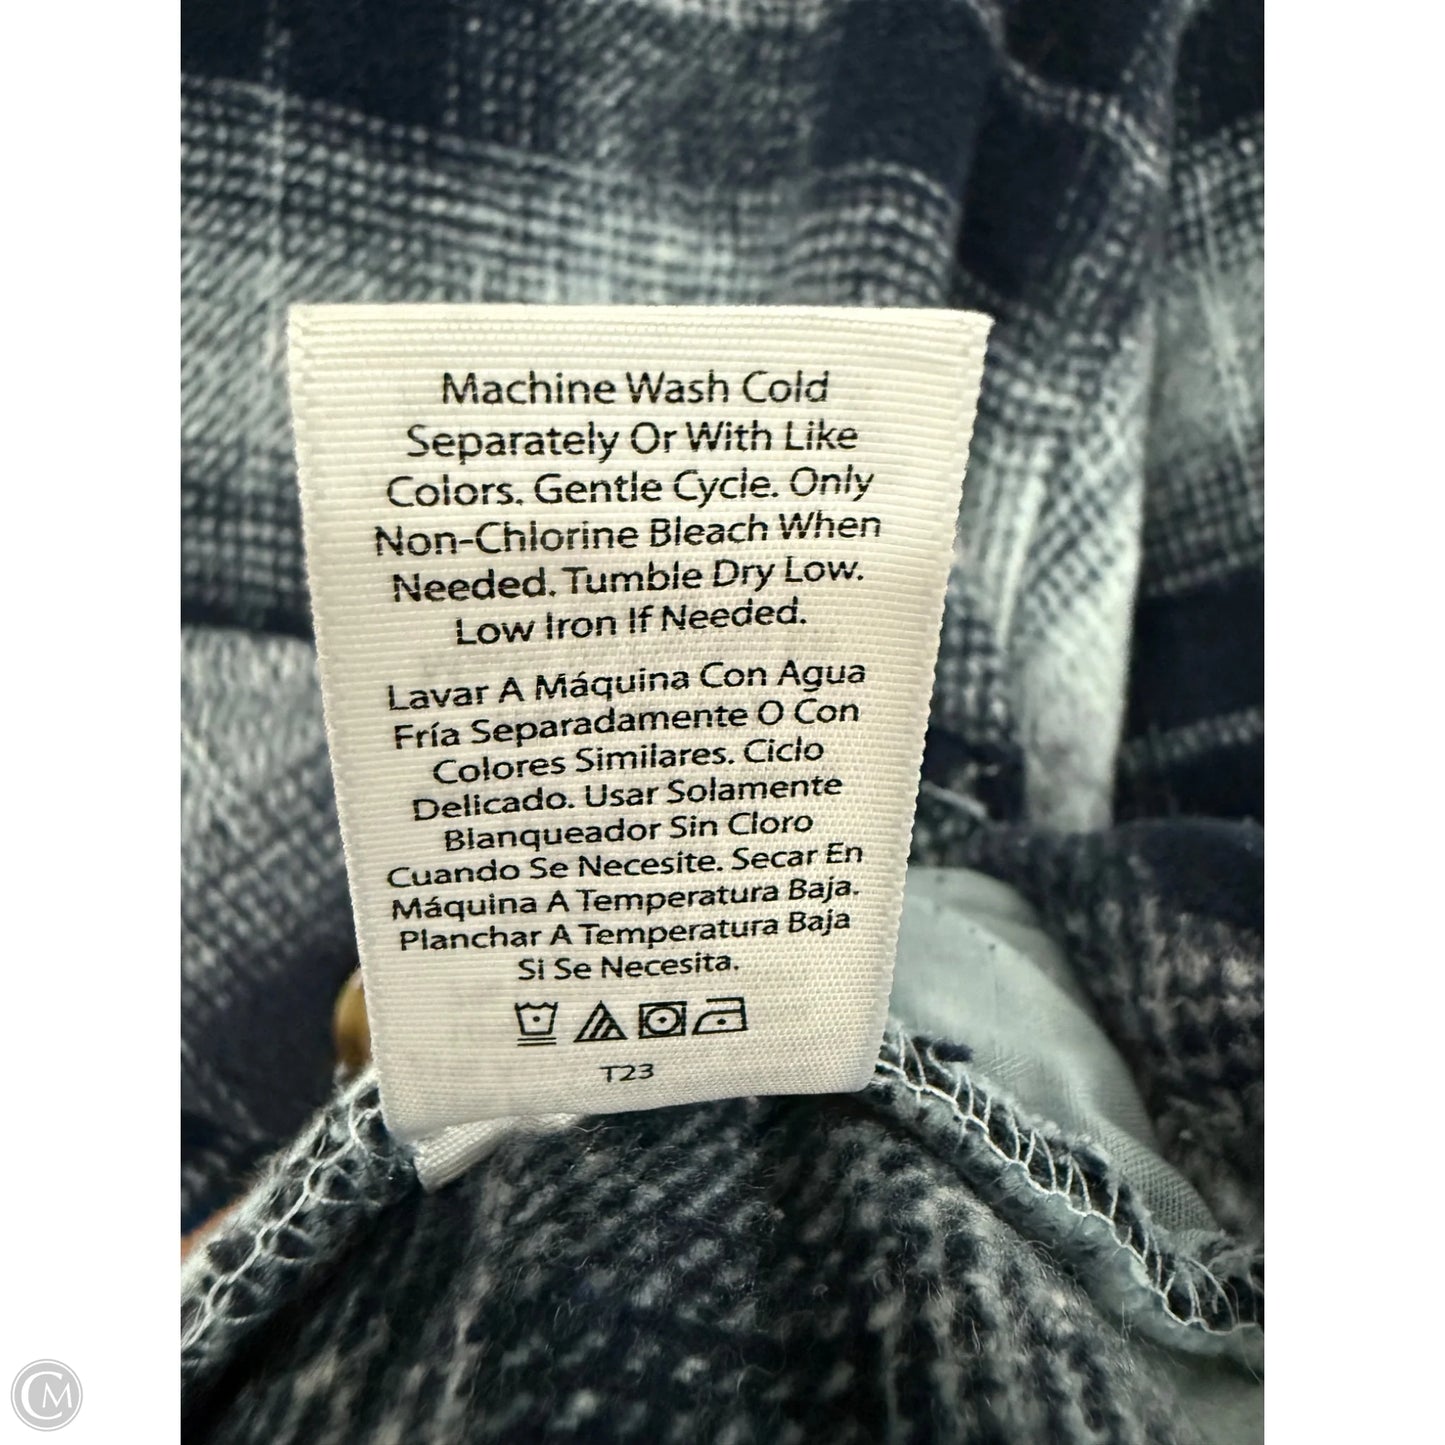 Machine Wash Cold
Separately Or With Like
Colors. Gentle Cycle. Only
Non-Chlorine Bleach When
Needed. Tumble Dry Low.
Low Iron If Needed.
Lavar A Máquina Con Agua
Fría Separadamente O Con
Colores Similares. Ciclo
Delicado. Usar Solamente
Blanqueador Sin Cloro
Cuando Se Necesite. Secar En
Máquina A Temperatura Baja.
Planchar A Temperatura Baja
Si Se Necesita.
T23
CM